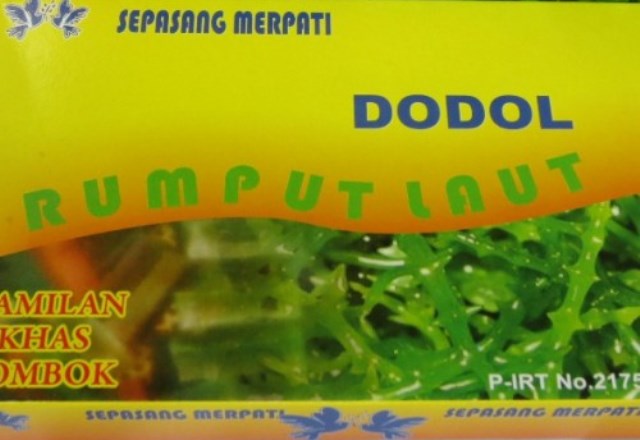 SEPASANG MERPATI
DODOL
RUMPUT LAUT
AMILAN
KHAS
OMBOK
P-IRT No.2175
SEPASANG MERPATI
SEPASANG MERPATI